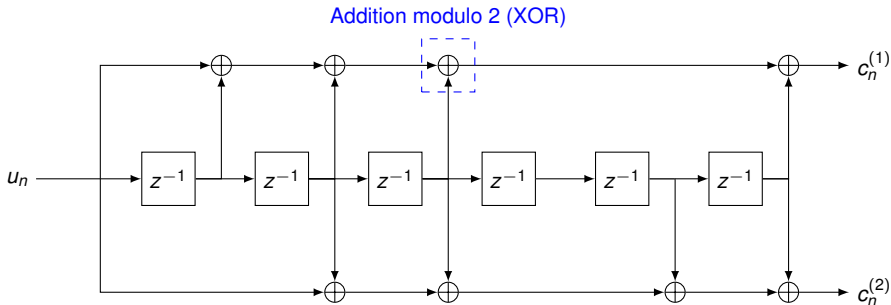 Addition modulo 2 (XOR)
c_n^{(1)}
u_n z^{-1} z^{-1} z^{-1} z^{-1} z^{-1} z^{-1}
c_n^{(2)}